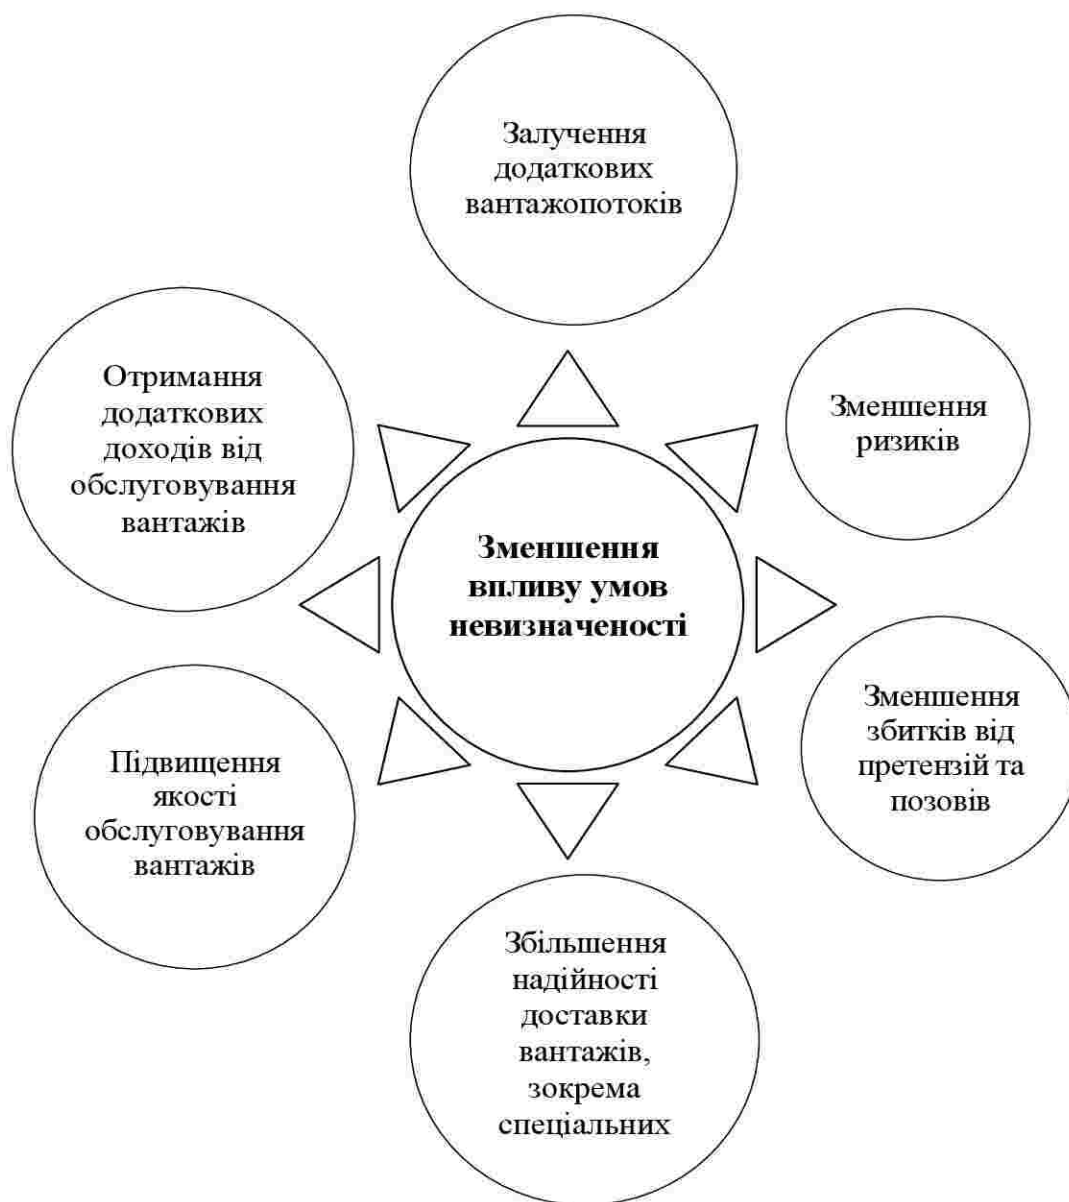 Залучення
додаткових
вантажопотоків
Отримання
додаткових
доходів від
обслуговування
вантажів
Зменшення
ризиків
Зменшення
впливу умов
невизначеності
Зменшення
збитків від
претензій та
позовів
Підвищення
якості
обслуговування
вантажів
Збільшення
надійності
доставки
вантажів,
зокрема
спеціальних